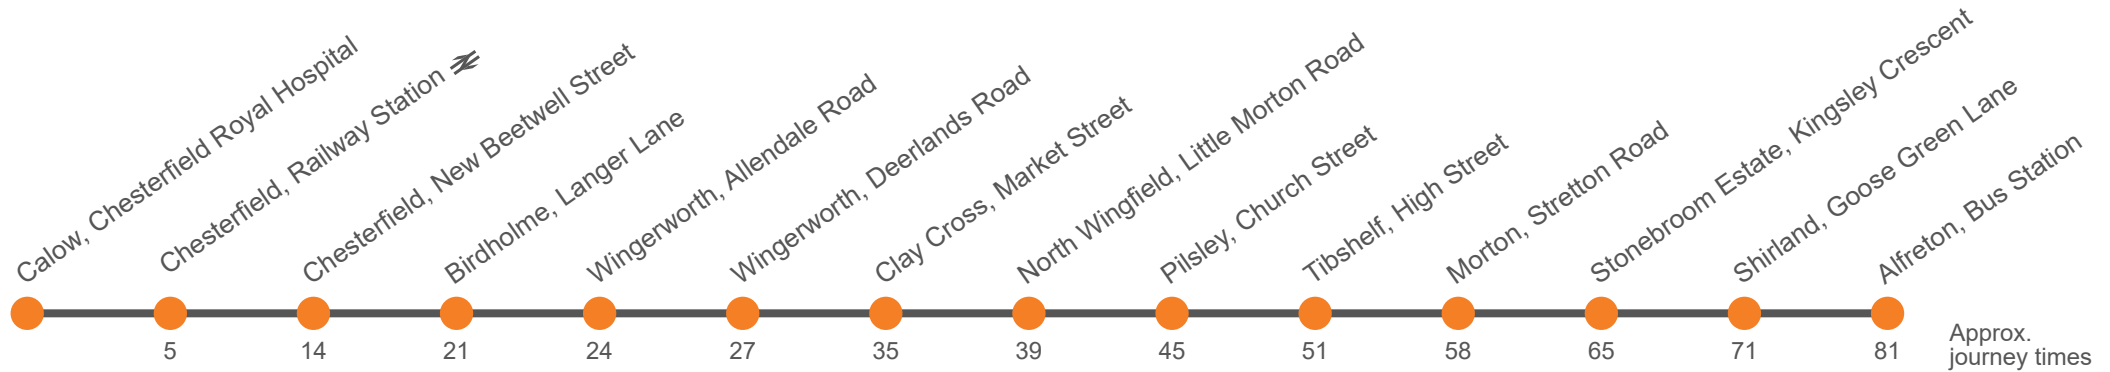 Calow, Chesterfield Royal Hospital
Chesterfield, Railway Station
Chesterfield, New Beetwell Street
Birdholme, Langer Lane
Wingerworth, Allendale Road
Wingerworth, Deerlands Road
Clay Cross, Market Street
North Wingfield, Little Morton Road
Pilsley, Church Street
Tibshelf, High Street
Morton, Stretton Road
Stonebroom Estate, Kingsley Crescent
Shirland, Goose Green Lane
Alfreton, Bus Station
5 14 21 24 27 35 39 45 51 58 65 71 81
Approx.
journey times